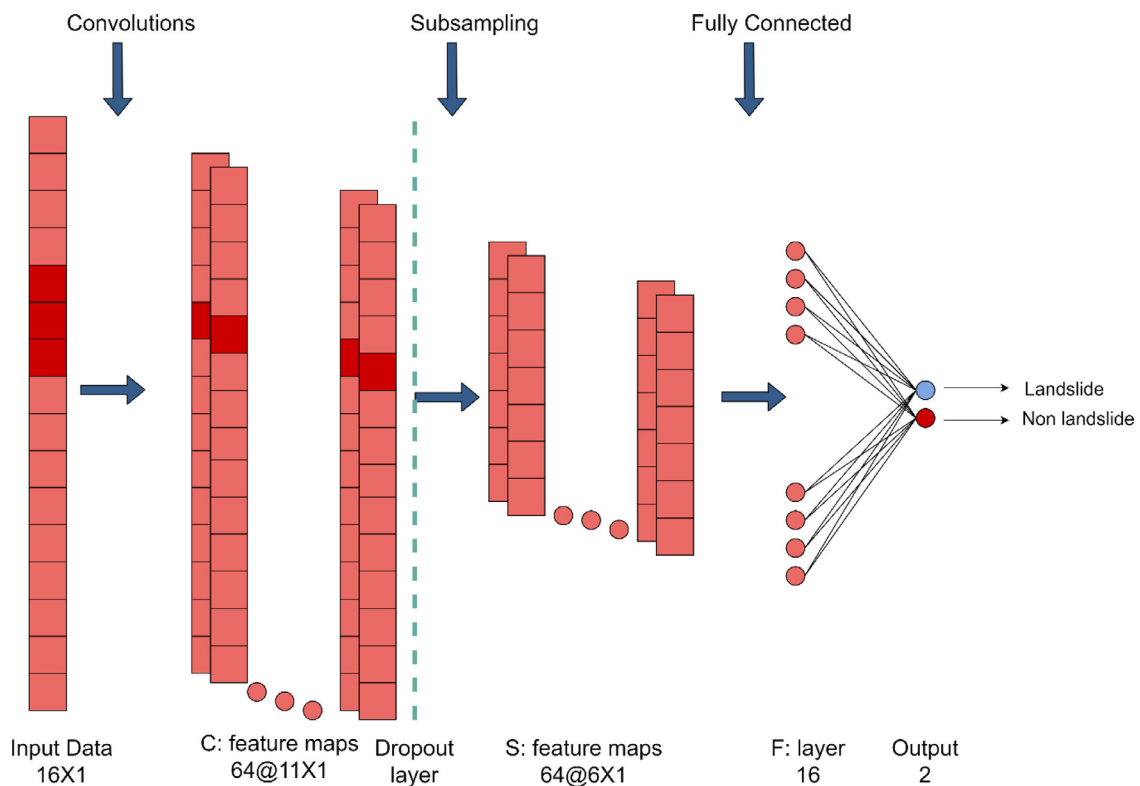 Convolutions
Subsampling
Fully Connected
Landslide
Non landslide
Input Data
16X1
C: feature maps
64@11X1
Dropout
layer
S: feature maps
64@6X1
F: layer
16
Output
2